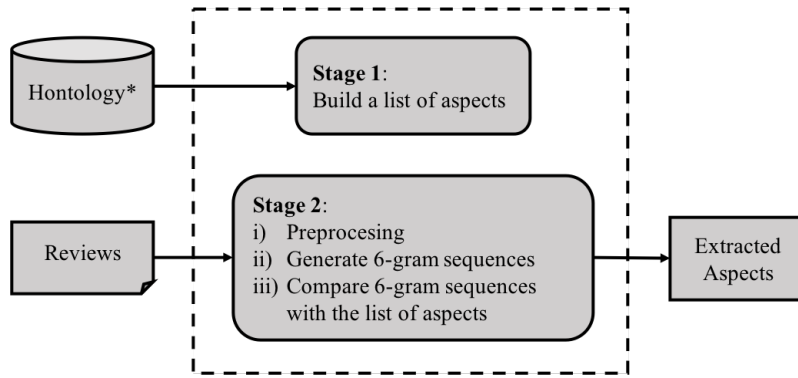 Hontology*
Stage 1:
Build a list of aspects
Reviews
Stage 2:
i) Preprocesing
ii) Generate 6-gram sequences
iii) Compare 6-gram sequences
with the list of aspects
Extracted
Aspects